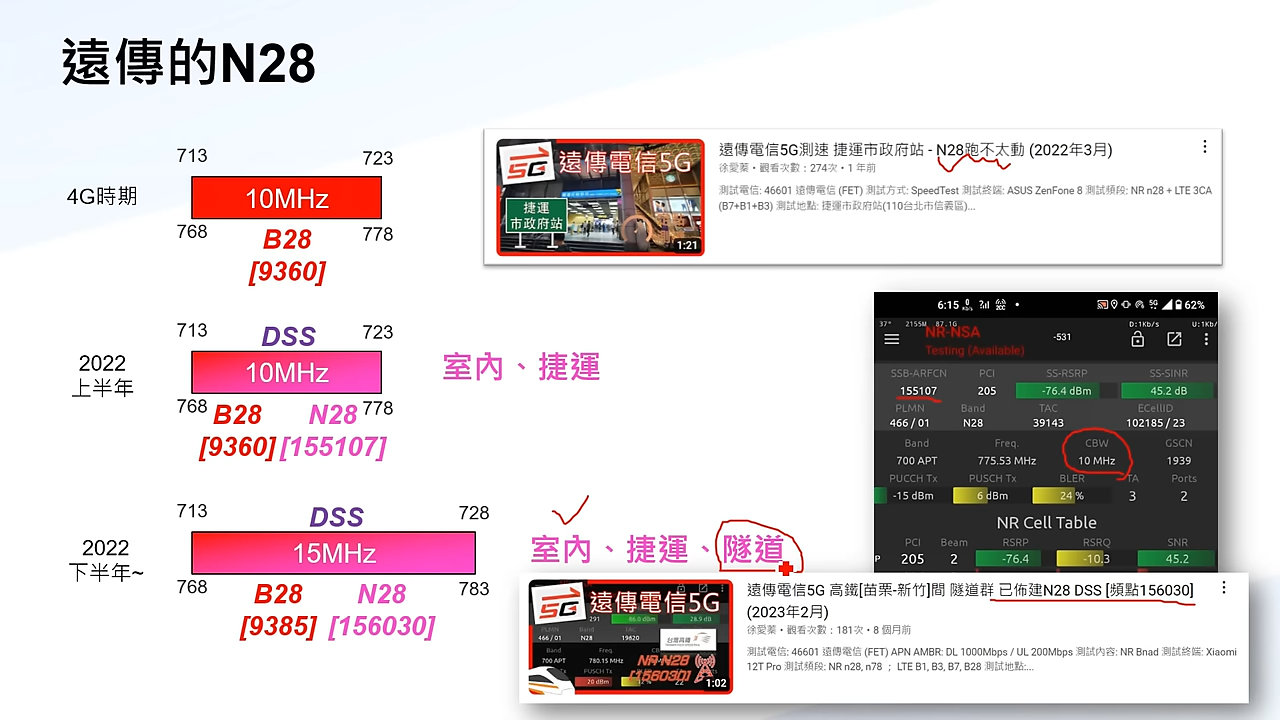 遠傳的N28
713
723
4G時期
10MHz
768
778
B28
[9360]
遠傳電信5G
捷運
市政府站
1:21
遠傳電信5G測速 捷運市政府站 - N28跑不太動 (2022年3月)
徐愛蘂・觀看次數：274次・1 年前
測試電信: 46601 遠傳電信 (FET) 測試方式: SpeedTest 測試終端: ASUS ZenFone 8 測試頻段: NR n28 + LTE 3CA
(B7+B1+B3) 測試地點: 捷運市政府站(110台北市信義區)...
713
DSS
723
2022
上半年
10MHz
768
B28
N28
778
[9360]
[155107]
室內、捷運
6:15
62%
37°
2155M
87.1G
D:1Kb/s
U:1Kb/
NR-NSA
Testing (Available)
-531
SSB-ARFCN PCI SS-RSRP SS-SINR
155107 205 -76.4 dBm 45.2 dB
PLMN Band TAC ECellID
466 / 01 N28 39143 102185 / 23
Band Freq. CBW GSCN
700 APT 775.53 MHz 10 MHz 1939
PUCCH Tx PUSCH Tx BLER TA Ports
-15 dBm 6 dBm 24 % 3 2
NR Cell Table
PCI Beam RSRP RSRQ SNR
P 205 2 -76.4 -10.3 45.2
713
DSS
728
2022
下半年~
15MHz
768
783
B28
N28
[9385]
[156030]
室內、捷運、隧道
遠傳電信5G
PLMN
466 / 01 N28 19820
Band
Freq.
700 APT 780.15 MHz
台灣高鐵
NR N28
[156030]
1:02
遠傳電信5G 高鐵[苗栗-新竹]間 隧道群 已佈建N28 DSS [頻點156030]
(2023年2月)
徐愛蘂・觀看次數：181次・8 個月前
測試電信: 46601 遠傳電信 (FET) APN AMBR: DL 1000Mbps / UL 200Mbps 測試內容: NR Bnad 測試終端: Xiaomi
12T Pro 測試頻段: NR n28, n78 ； LTE B1, B3, B7, B28 測試地點:...